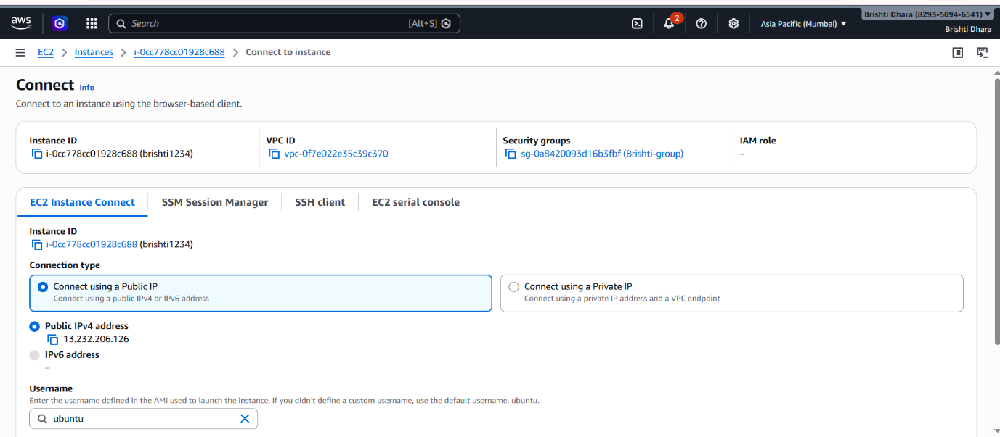 aws
Search [Alt+S]
2
Asia Pacific (Mumbai)
Brishti Dhara (8293-5094-6541)
Brishti Dhara
EC2 Instances i-0cc778cc01928c688 Connect to instance
Connect Info
Connect to an instance using the browser-based client.
Instance ID
i-0cc778cc01928c688 (brishti1234)
VPC ID
vpc-0f7e022e35c39c370
Security groups
sg-0a8420093d16b3fbf (Brishti-group)
IAM role
–
EC2 Instance Connect SSM Session Manager SSH client EC2 serial console
Instance ID
i-0cc778cc01928c688 (brishti1234)
Connection type
Connect using a Public IP
Connect using a public IPv4 or IPv6 address
Connect using a Private IP
Connect using a private IP address and a VPC endpoint
Public IPv4 address
13.232.206.126
IPv6 address
–
Username
Enter the username defined in the AMI used to launch the instance. If you didn't define a custom username, use the default username, ubuntu.
ubuntu